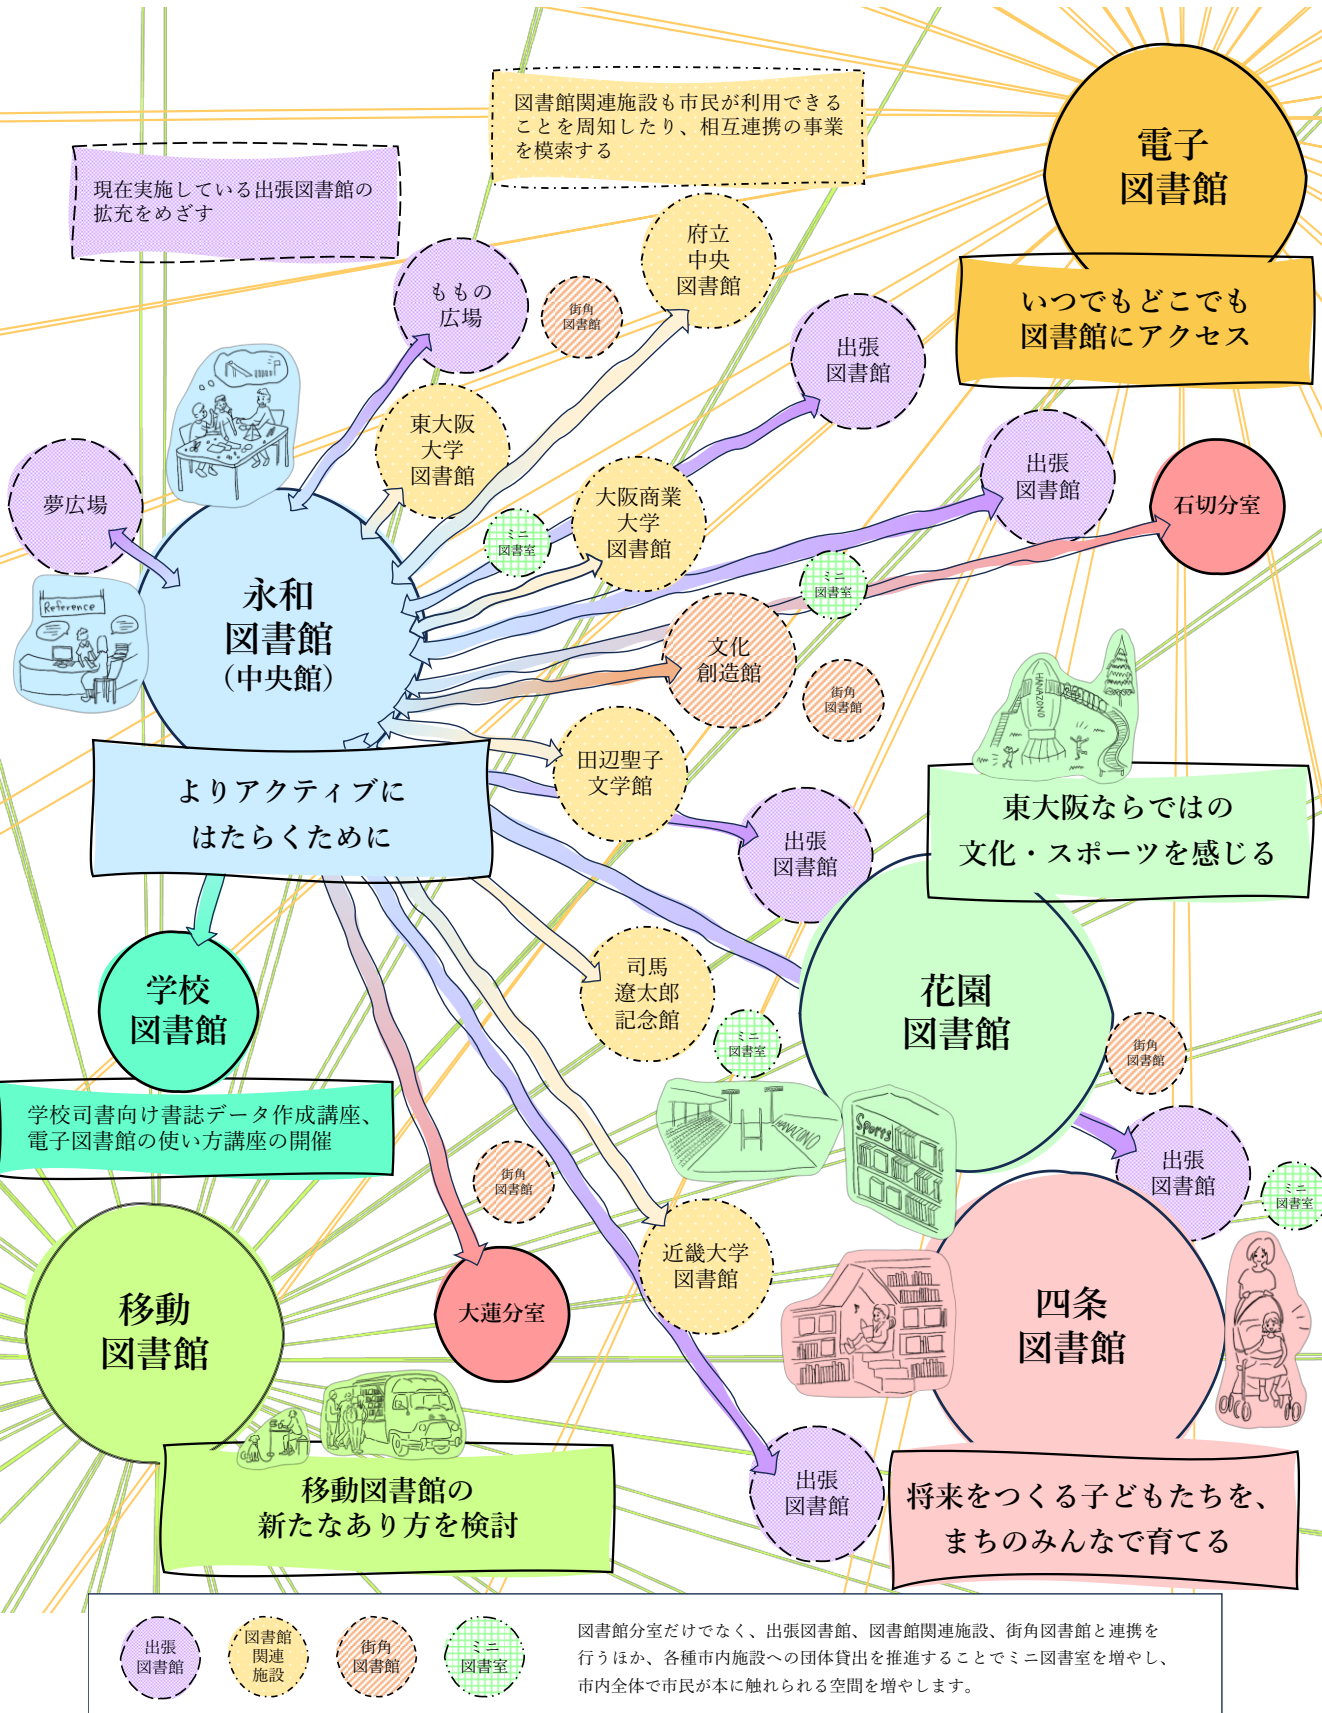 図書館関連施設も市民が利用できる
ことを周知したり、相互連携の事業
を模索する
現在実施している出張図書館の
拡充をめざす
電子
図書館
いつでもどこでも
図書館にアクセス
府立
中央
図書館
ももの
広場
街角
図書館
出張
図書館
東大阪
大学
図書館
出張
図書館
石切分室
夢広場
大阪商業
大学
図書館
ミニ
図書室
ミニ
図書室
Reference
永和
図書館
（中央館）
文化
創造館
街角
図書館
HANAZONO
田辺聖子
文学館
よりアクティブに
はたらくために
東大阪ならではの
文化・スポーツを感じる
出張
図書館
学校
図書館
司馬
遼太郎
記念館
花園
図書館
ミニ
図書室
街角
図書館
学校司書向け書誌データ作成講座、
電子図書館の使い方講座の開催
HANAZONO
Sports
街角
図書館
出張
図書館
ミニ
図書室
近畿大学
図書館
移動
図書館
大蓮分室
四条
図書館
移動図書館の
新たなあり方を検討
出張
図書館
将来をつくる子どもたちを、
まちのみんなで育てる
出張
図書館
図書館
関連
施設
街角
図書館
ミニ
図書室
図書館分室だけでなく、出張図書館、図書館関連施設、街角図書館と連携を
行うほか、各種市内施設への団体貸出を推進することでミニ図書室を増やし、
市内全体で市民が本に触れられる空間を増やします。